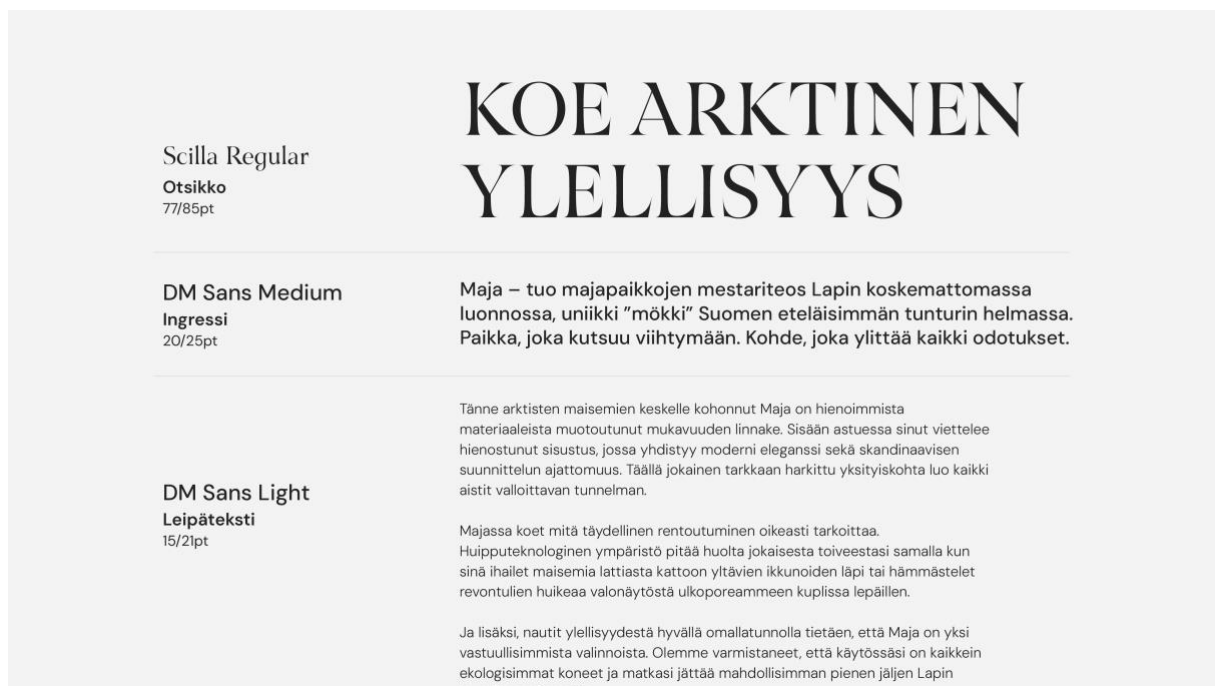 Scilla Regular
Otsikko
77/85pt
KOE ARKTINEN
YLELLISYYS
DM Sans Medium
Ingressi
20/25pt
Maja – tuo majapaikkojen mestariteos Lapin koskemattomassa
luonnossa, uniikki ”mökki” Suomen eteläisimmän tunturin helmassa.
Paikka, joka kutsuu viihtymään. Kohde, joka ylittää kaikki odotukset.
DM Sans Light
Leipäteksti
15/21pt
Tänne arktisten maisemien keskelle kohonnut Maja on hienoimmista
materiaaleista muotoutunut mukavuuden linnake. Sisään astuessa sinut viettelee
hienostunut sisustus, jossa yhdistyy moderni eleganssi sekä skandinaavisen
suunnittelun ajattomuus. Täällä jokainen tarkkaan harkittu yksityiskohta luo kaikki
aistit valloittavan tunnelman.
Majassa koet mitä täydellinen rentoutuminen oikeasti tarkoittaa.
Huipputeknologinen ympäristö pitää huolta jokaisesta toiveestasi samalla kun
sinä ihailet maisemia lattiasta kattoon yltävien ikkunoiden läpi tai hämmästelet
revontulien huikeaa valonäytöstä ulkoporeammeen kuplissa lepäillen.
Ja lisäksi, nautit ylellisyydestä hyvällä omallatunnolla tietäen, että Maja on yksi
vastuullisimmista valinnoista. Olemme varmistaneet, että käytössäsi on kaikkein
ekologisimmat koneet ja matkasi jättää mahdollisimman pienen jäljen Lapin